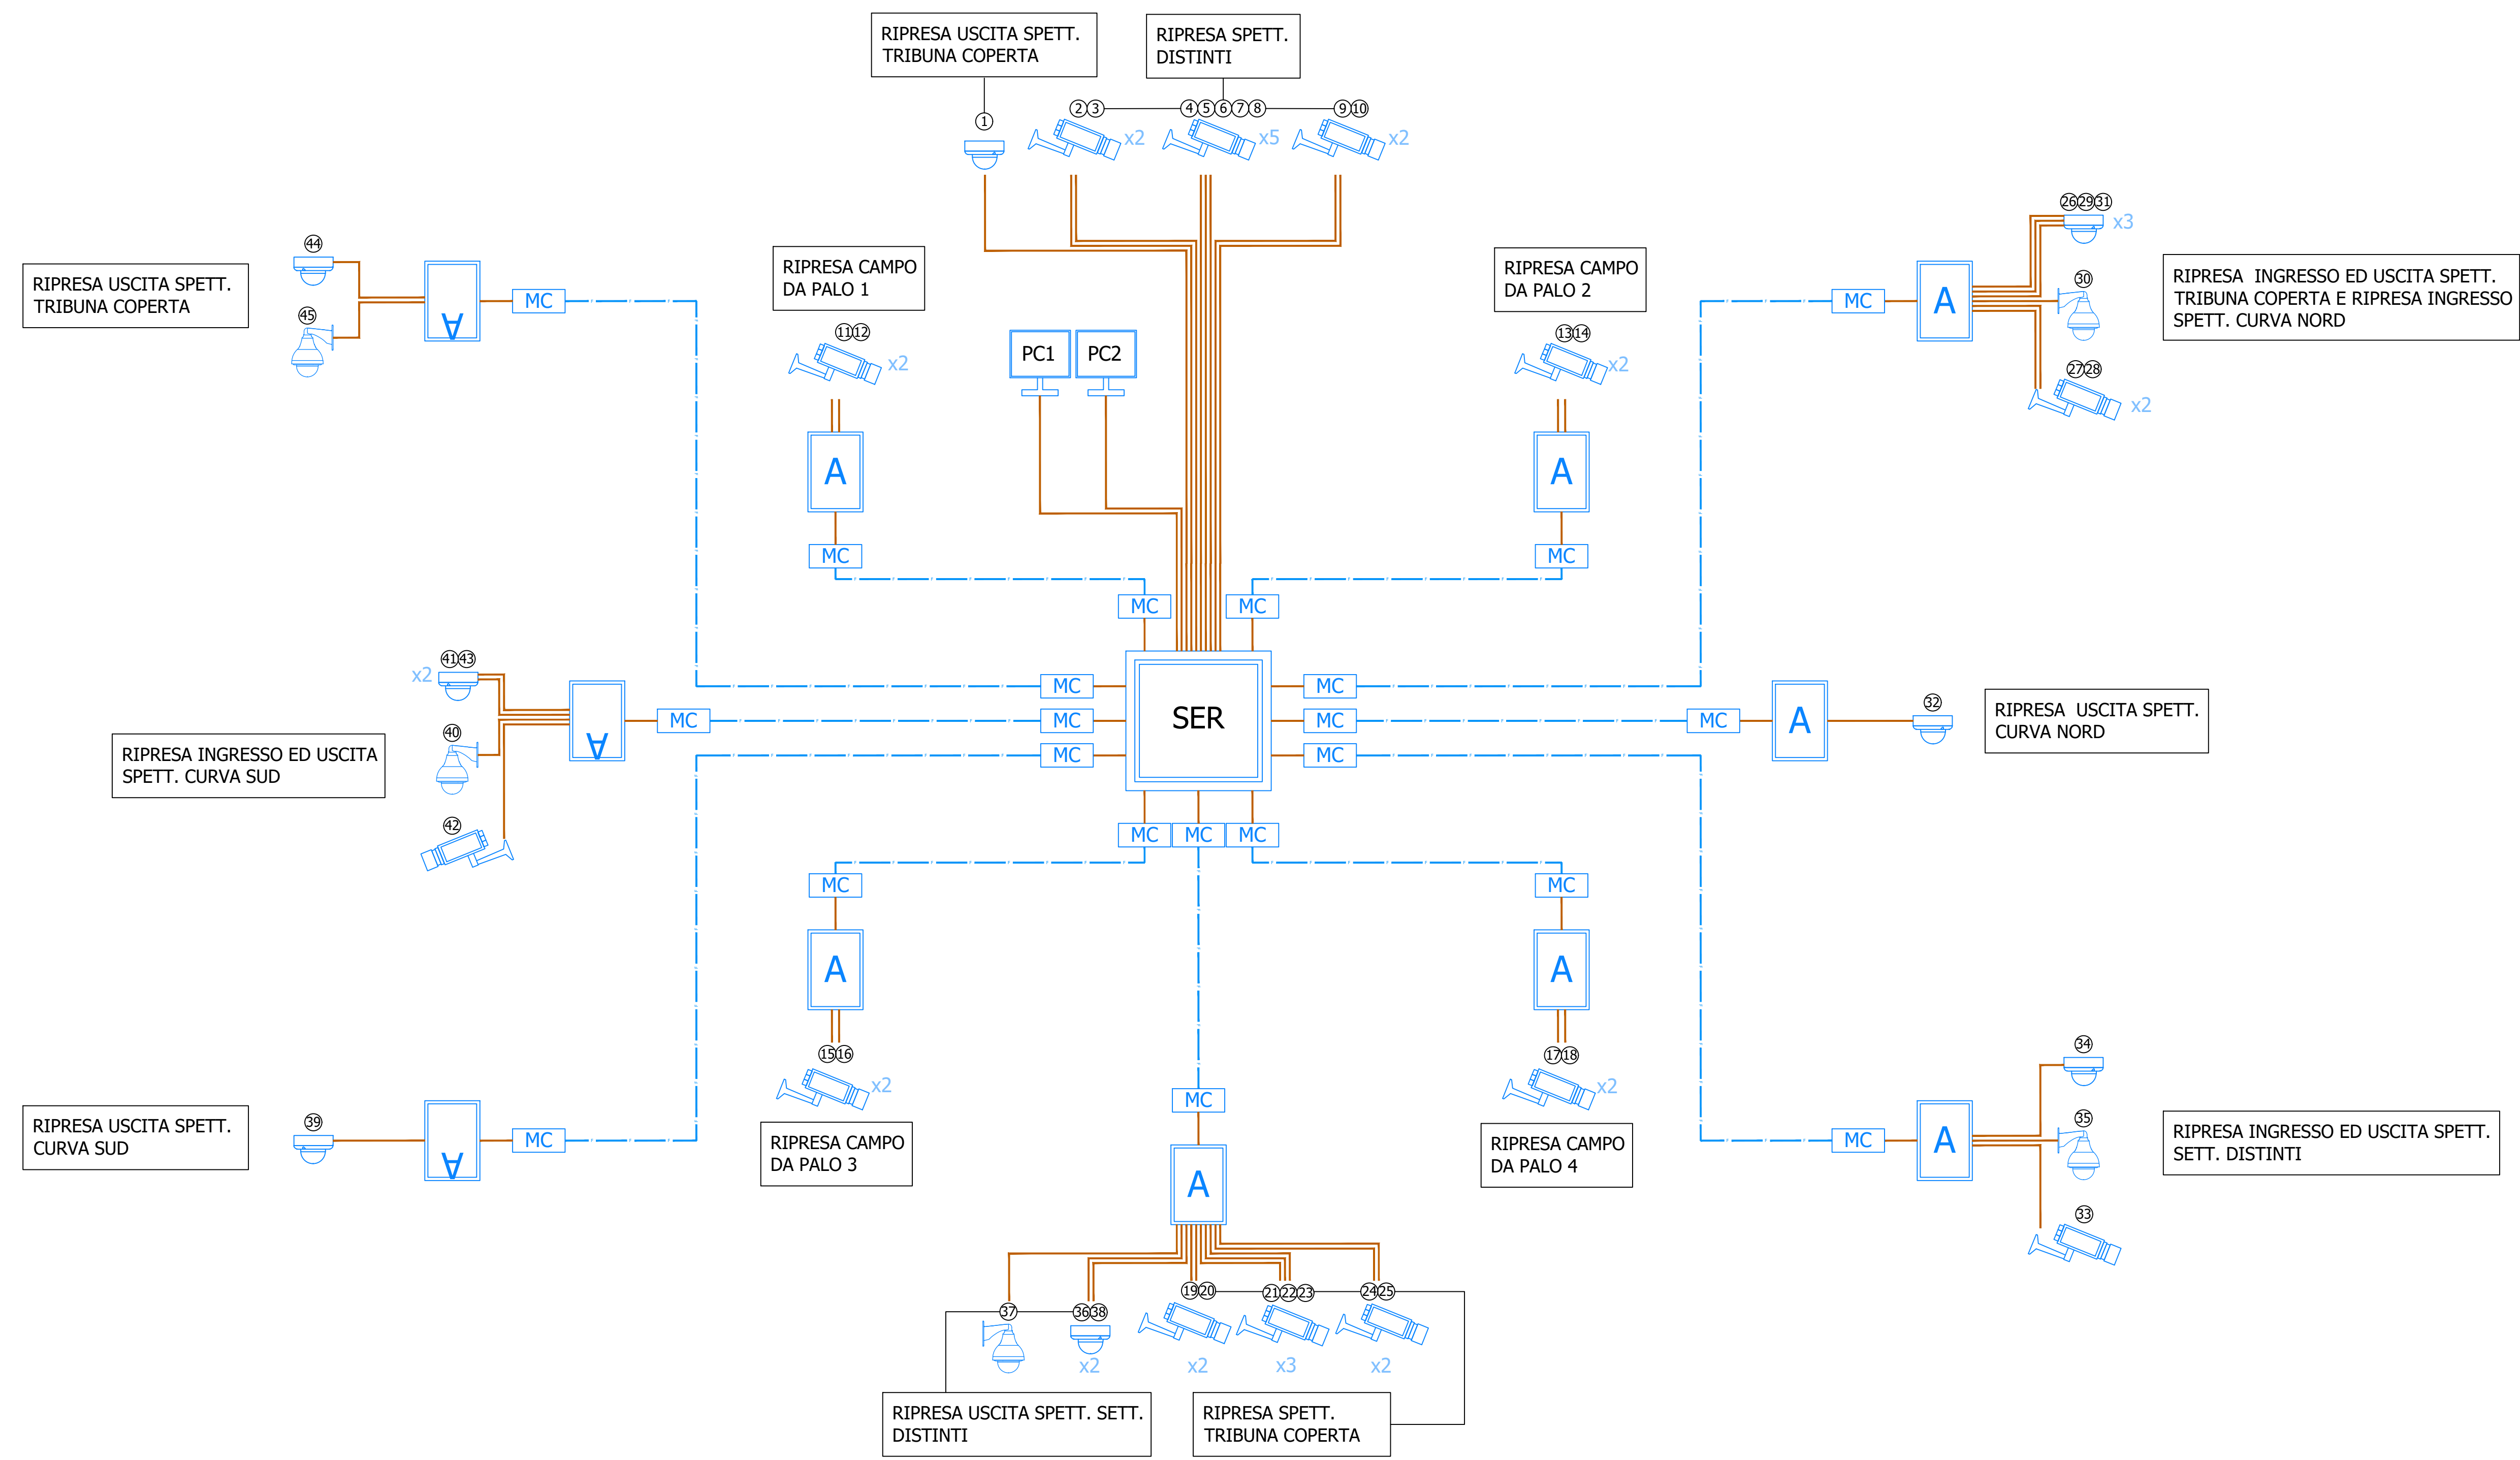 RIPRESA USCITA SPETT.
TRIBUNA COPERTA
RIPRESA SPETT.
DISTINTI
1
2 3
4 5 6 7 8
9 10
x2
x5
x2
26 29 31
x3
44
RIPRESA USCITA SPETT.
TRIBUNA COPERTA
45
A
MC
RIPRESA CAMPO
DA PALO 1
11 12
x2
PC1
PC2
RIPRESA CAMPO
DA PALO 2
13 14
x2
MC
A
30
RIPRESA  INGRESSO ED USCITA SPETT.
TRIBUNA COPERTA E RIPRESA INGRESSO
SPETT. CURVA NORD
27 28
x2
A
A
MC
MC
MC
MC
41 43
x2
40
RIPRESA INGRESSO ED USCITA
SPETT. CURVA SUD
42
A
MC
MC
MC
MC
SER
MC
MC
MC
MC
A
32
RIPRESA  USCITA SPETT.
CURVA NORD
MC
MC
MC
MC
MC
A
A
15 16
x2
17 18
x2
RIPRESA CAMPO
DA PALO 3
RIPRESA CAMPO
DA PALO 4
RIPRESA USCITA SPETT.
CURVA SUD
39
A
MC
MC
A
MC
A
34
35
33
RIPRESA INGRESSO ED USCITA SPETT.
SETT. DISTINTI
37
36 38
19 20
21 22 23
24 25
x2
x2
x3
x2
RIPRESA USCITA SPETT. SETT.
DISTINTI
RIPRESA SPETT.
TRIBUNA COPERTA